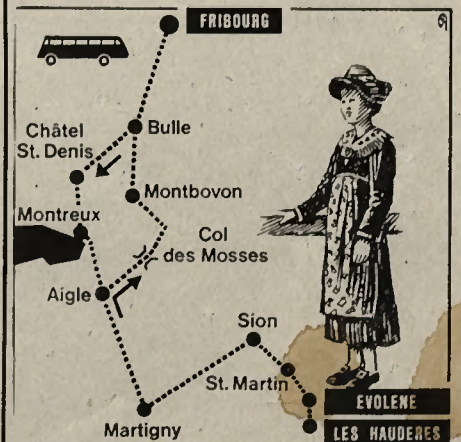 FRIBOURG
Châtel
St. Denis
Bulle
Montbovon
Montreux
Col
des Mosses
Aigle
Sion
St. Martin
EVOLENE
Martigny
LES HAUDERES